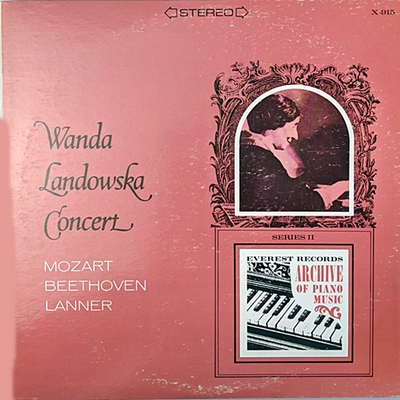 STEREO
X-915
Wanda
Landowska
Concert
MOZART
BEETHOVEN
LANNER
SERIES II
EVEREST RECORDS
ARCHIVE
OF PIANO
MUSIC